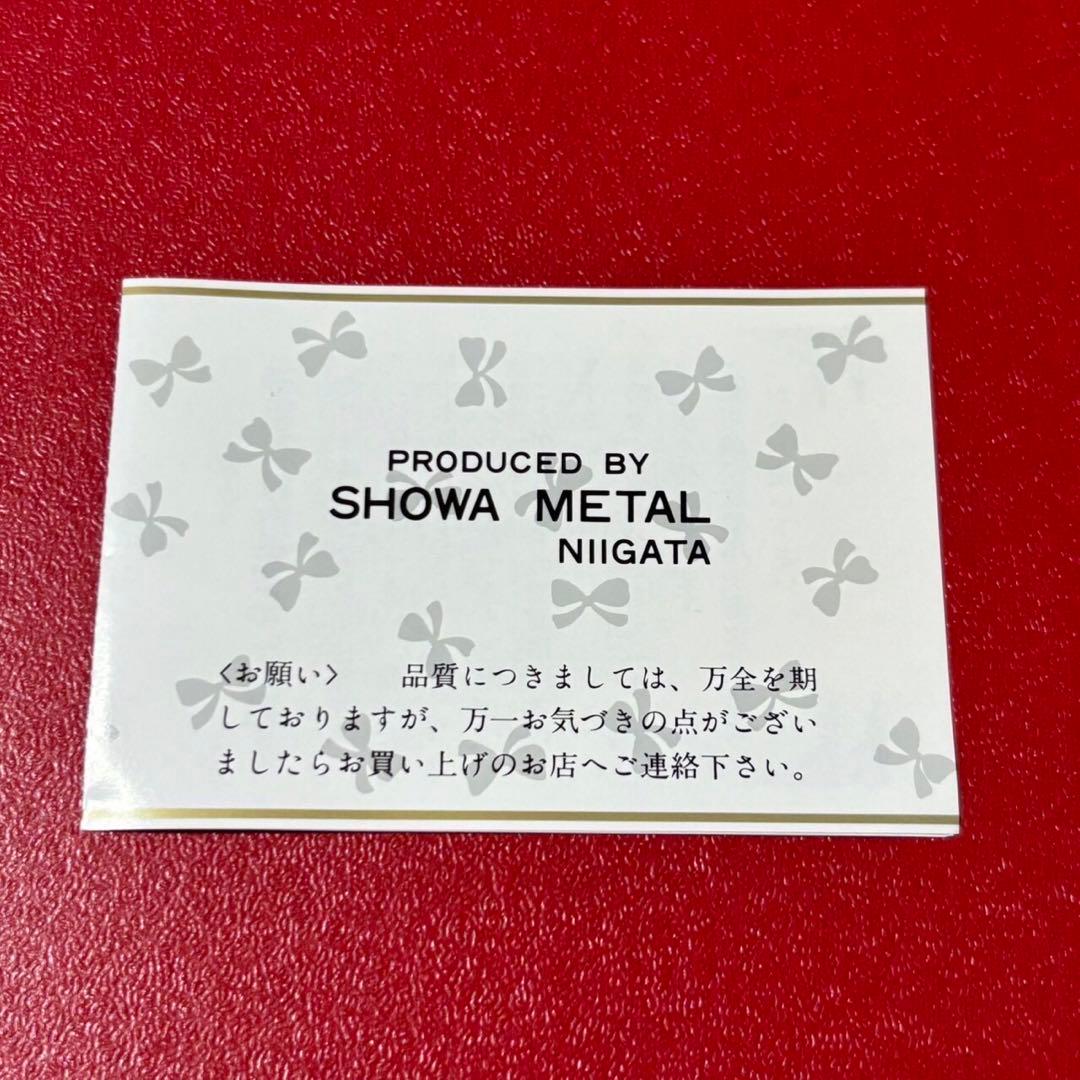 PRODUCED BY
SHOWA METAL
NIIGATA
〈お願い〉　品質につきましては、万全を期
しておりますが、万一お気づきの点がござい
ましたらお買い上げのお店へご連絡下さい。